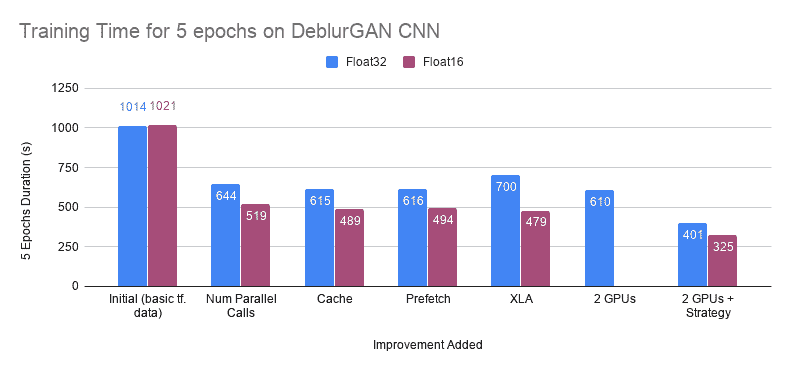 Training Time for 5 epochs on DeblurGAN CNN
Float32 Float16
5 Epochs Duration (s)
1250
1000
750
500
250
0
1014 1021
644 519
615 489
616 494
700 479
610
401 325
Initial (basic tf.
data)
Num Parallel
Calls
Cache
Prefetch
XLA
2 GPUs
2 GPUs +
Strategy
Improvement Added